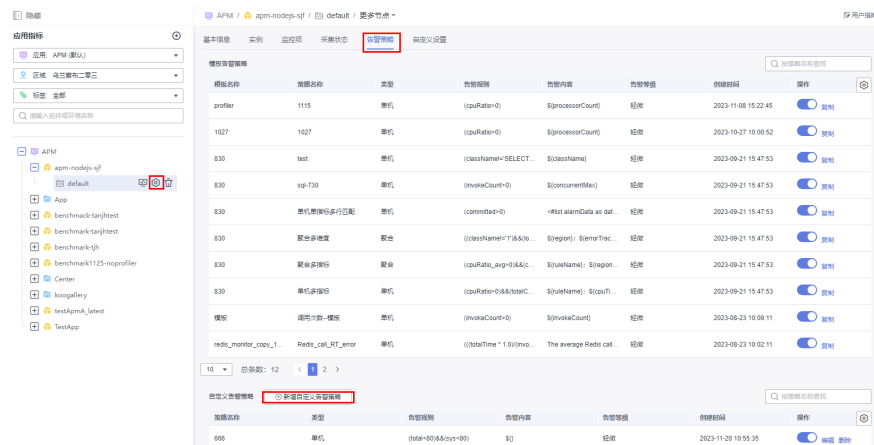 隐藏
APM / apm-nodejs-sjf / default / 更多节点
用户指南
应用指标
应用: APM (默认)
区域: 乌兰察布二零三
标签: 全部
请输入组件或环境名称
APM
apm-nodejs-sjf
default
App
benchmack-tanjhtest
benchmark-tanjhtest
benchmark-tjh
benchmark1125-noprofiler
Center
koogallery
testApmA_latest
TestApp
基本信息 实例 监控项 采集状态 告警策略 自定义设置
模板告警策略 按策略名称查找
模板名称 策略名称 类型 告警规则 告警内容 告警等级 创建时间 操作
profiler 1115 单机 (cpuRatio>0) ${processorCount} 轻微 2023-11-08 15:22:45 复制
1027 1027 单机 (cpuRatio>0) ${processorCount} 轻微 2023-10-27 10:00:52 复制
830 test 单机 (className!='SELECT... ${className} 轻微 2023-09-21 15:47:53 复制
830 sql-730 单机 (invokeCount>0) ${concurrentMax} 轻微 2023-09-21 15:47:53 复制
830 单机单指标多行匹配 单机 (committed>0) <#list alarmData as dat... 轻微 2023-09-21 15:47:53 复制
830 聚合多维度 聚合 ((className!='1')&&(lo... ${region}; ${errorTrac... 轻微 2023-09-21 15:47:53 复制
830 聚合多指标 聚合 (cpuRatio_avg>0)&&(c... ${ruleName}; ${region... 轻微 2023-09-21 15:47:53 复制
830 单机多指标 单机 (cpuRatio>0)&&(totalC... ${ruleName}; ${cpuTi... 轻微 2023-09-21 15:47:53 复制
模板 调用次数--模板 单机 (invokeCount>0) ${invokeCount} 轻微 2023-08-23 10:09:11 复制
redis_monitor_copy_1... Redis_call_RT_error 单机 (((totalTime * 1.0)/(invo... The average Redis call... 轻微 2023-08-23 10:02:11 复制
10 总条数: 12 < 1 2 >
自定义告警策略 新增自定义告警策略 按策略名称查找
策略名称 类型 告警规则 告警内容 告警等级 创建时间 操作
666 单机 (total<80)&&(sys<80) ${} 轻微 2023-11-20 10:55:35 编辑 删除